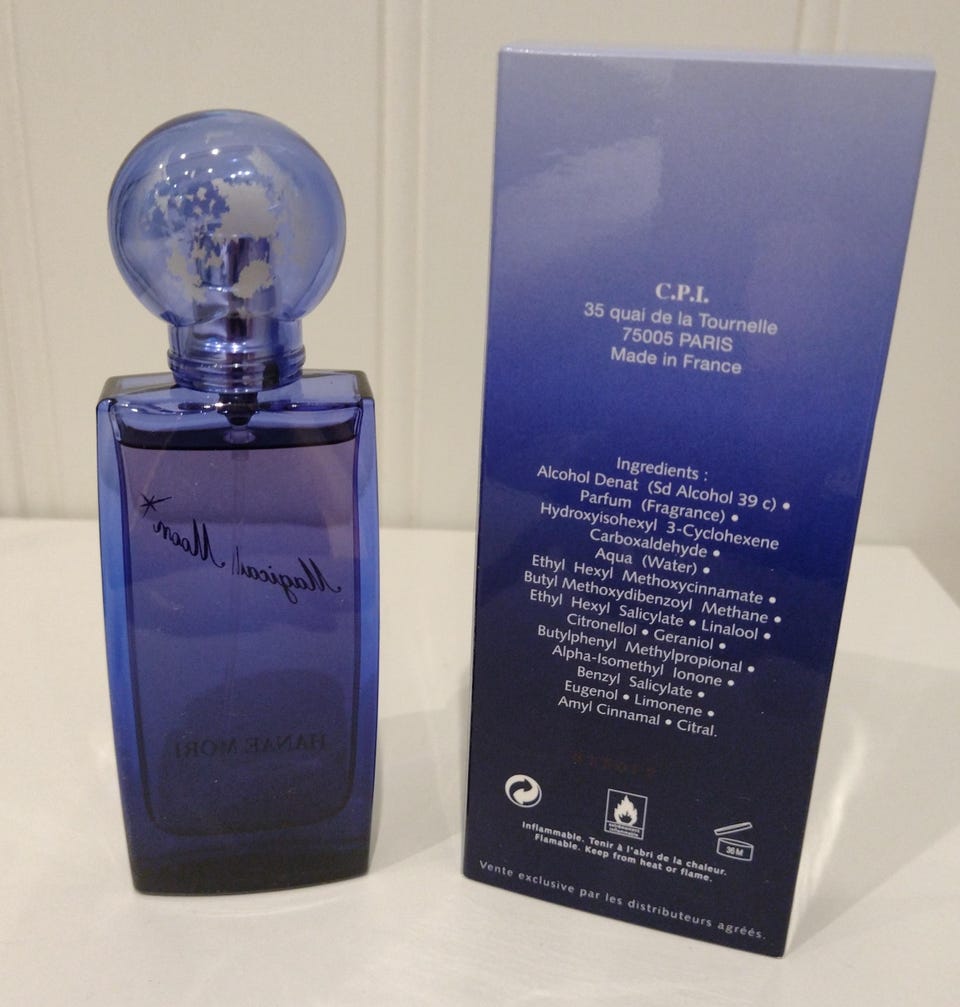 Magical Moon
HANAE MORI
C.P.I.
35 quai de la Tournelle
75005 PARIS
Made in France
Ingredients :
Alcohol Denat (Sd Alcohol 39 c) •
Parfum (Fragrance) •
Hydroxyisohexyl 3-Cyclohexene
Carboxaldehyde •
Aqua (Water) •
Ethyl Hexyl Methoxycinnamate •
Butyl Methoxydibenzoyl Methane •
Ethyl Hexyl Salicylate • Linalool •
Citronellol • Geraniol •
Butylphenyl Methylpropional •
Alpha-Isomethyl Ionone •
Benzyl Salicylate •
Eugenol • Limonene •
Amyl Cinnamal • Citral.
36M
Inflammable. Tenir à l'abri de la chaleur.
Flamable. Keep from heat or flame.
Vente exclusive par les distributeurs agréés.